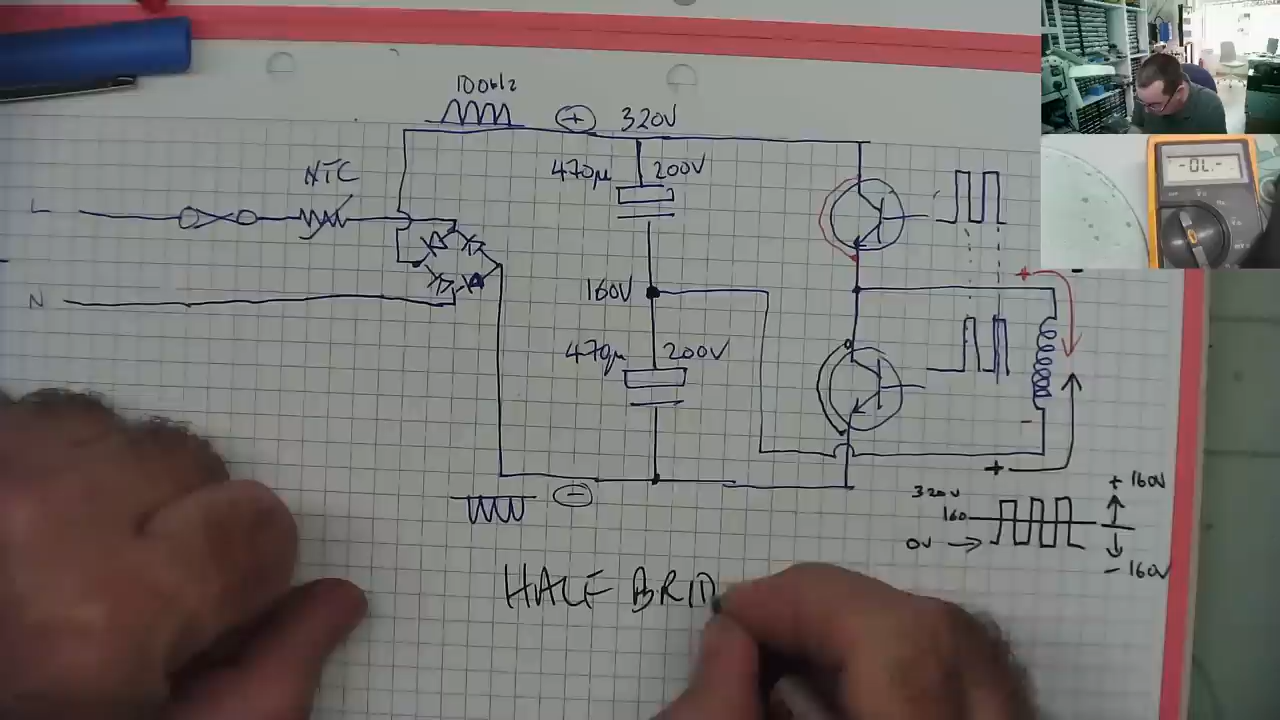 100Hz
+ 320V
NTC
470µ 200V
L
160V
N
+
-
470µ 200V
+
320V
+ 160V
160
0V
- 160V
-
HALF BRID
-OL-